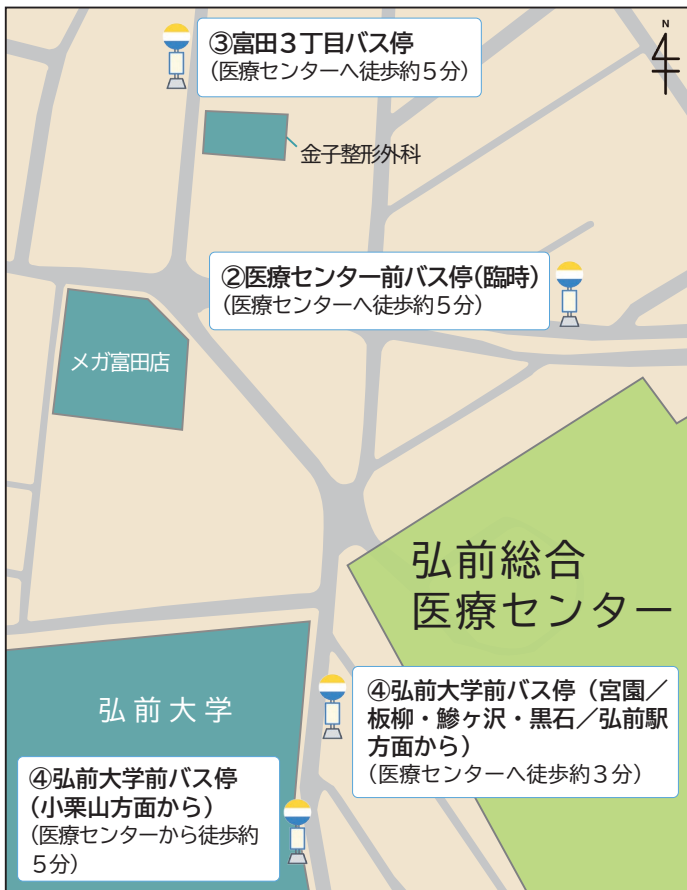 ③富田３丁目バス停
（医療センターへ徒歩約５分）
N
金子整形外科
②医療センター前バス停（臨時）
（医療センターへ徒歩約５分）
メガ富田店
弘前総合
医療センター
弘前大学
④弘前大学前バス停（宮園／
板柳・鰺ヶ沢・黒石／弘前駅
方面から）
（医療センターへ徒歩約３分）
④弘前大学前バス停
（小栗山方面から）
（医療センターから徒歩約
５分）